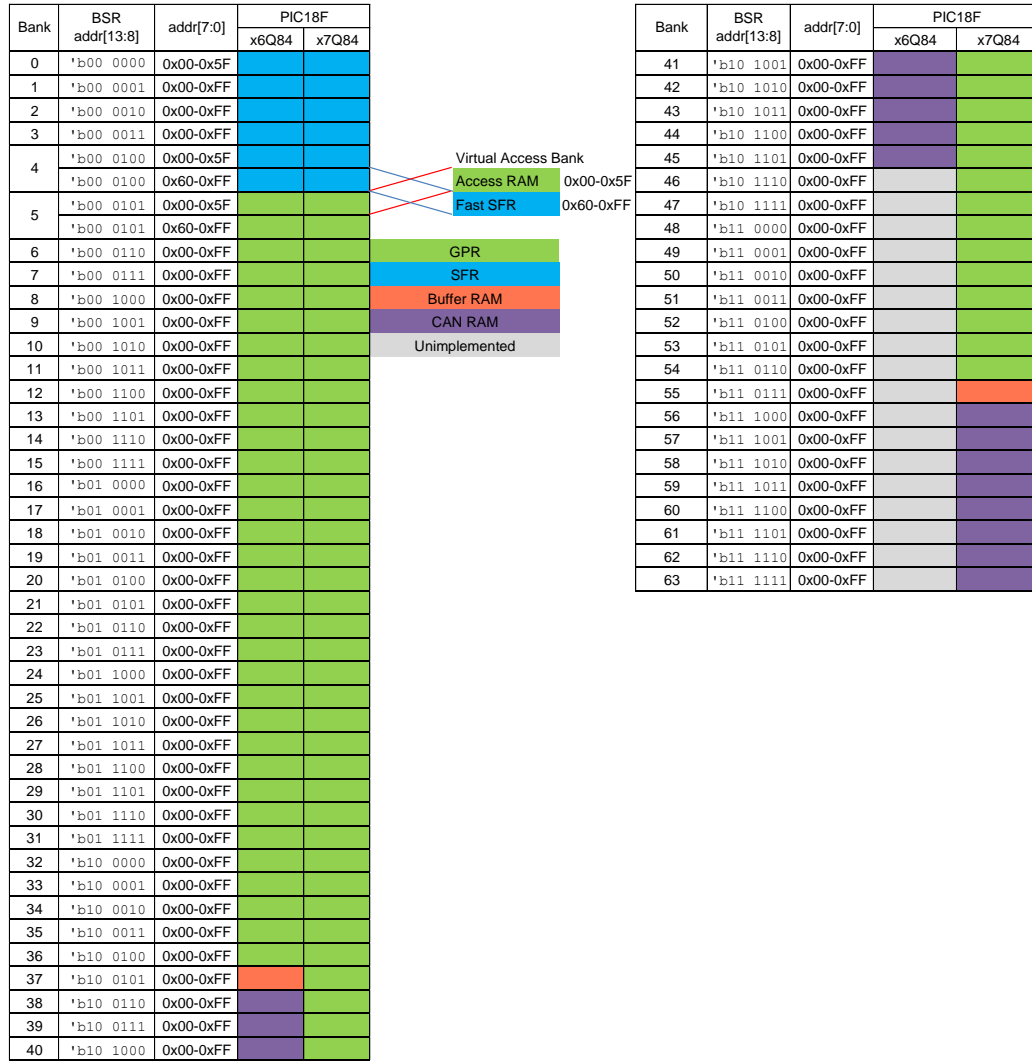 Bank BSR addr[13:8] addr[7:0] PIC18F x6Q84 x7Q84
0 'b00 0000 0x00-0x5F
1 'b00 0001 0x00-0xFF
2 'b00 0010 0x00-0xFF
3 'b00 0011 0x00-0xFF
4 'b00 0100 0x00-0x5F
'b00 0100 0x60-0xFF
5 'b00 0101 0x00-0x5F
'b00 0101 0x60-0xFF
6 'b00 0110 0x00-0xFF
7 'b00 0111 0x00-0xFF
8 'b00 1000 0x00-0xFF
9 'b00 1001 0x00-0xFF
10 'b00 1010 0x00-0xFF
11 'b00 1011 0x00-0xFF
12 'b00 1100 0x00-0xFF
13 'b00 1101 0x00-0xFF
14 'b00 1110 0x00-0xFF
15 'b00 1111 0x00-0xFF
16 'b01 0000 0x00-0xFF
17 'b01 0001 0x00-0xFF
18 'b01 0010 0x00-0xFF
19 'b01 0011 0x00-0xFF
20 'b01 0100 0x00-0xFF
21 'b01 0101 0x00-0xFF
22 'b01 0110 0x00-0xFF
23 'b01 0111 0x00-0xFF
24 'b01 1000 0x00-0xFF
25 'b01 1001 0x00-0xFF
26 'b01 1010 0x00-0xFF
27 'b01 1011 0x00-0xFF
28 'b01 1100 0x00-0xFF
29 'b01 1101 0x00-0xFF
30 'b01 1110 0x00-0xFF
31 'b01 1111 0x00-0xFF
32 'b10 0000 0x00-0xFF
33 'b10 0001 0x00-0xFF
34 'b10 0010 0x00-0xFF
35 'b10 0011 0x00-0xFF
36 'b10 0100 0x00-0xFF
37 'b10 0101 0x00-0xFF
38 'b10 0110 0x00-0xFF
39 'b10 0111 0x00-0xFF
40 'b10 1000 0x00-0xFF
Virtual Access Bank
Access RAM 0x00-0x5F
Fast SFR 0x60-0xFF
GPR
SFR
Buffer RAM
CAN RAM
Unimplemented
Bank BSR addr[13:8] addr[7:0] PIC18F x6Q84 x7Q84
41 'b10 1001 0x00-0xFF
42 'b10 1010 0x00-0xFF
43 'b10 1011 0x00-0xFF
44 'b10 1100 0x00-0xFF
45 'b10 1101 0x00-0xFF
46 'b10 1110 0x00-0xFF
47 'b10 1111 0x00-0xFF
48 'b11 0000 0x00-0xFF
49 'b11 0001 0x00-0xFF
50 'b11 0010 0x00-0xFF
51 'b11 0011 0x00-0xFF
52 'b11 0100 0x00-0xFF
53 'b11 0101 0x00-0xFF
54 'b11 0110 0x00-0xFF
55 'b11 0111 0x00-0xFF
56 'b11 1000 0x00-0xFF
57 'b11 1001 0x00-0xFF
58 'b11 1010 0x00-0xFF
59 'b11 1011 0x00-0xFF
60 'b11 1100 0x00-0xFF
61 'b11 1101 0x00-0xFF
62 'b11 1110 0x00-0xFF
63 'b11 1111 0x00-0xFF